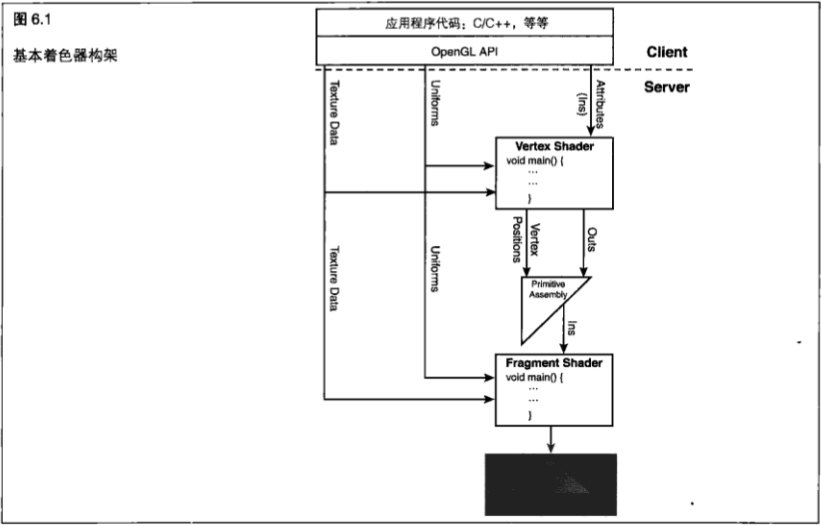 图 6.1
基本着色器构架
应用程序代码：C/C++，等等
OpenGL API
Client
Server
Texture Data
Uniforms
Attributes
(Ins)
Vertex Shader
void main() {
...
...
}
Vertex
Positions
Outs
Texture Data
Uniforms
Primitive
Assembly
Ins
Fragment Shader
void main() {
...
...
}